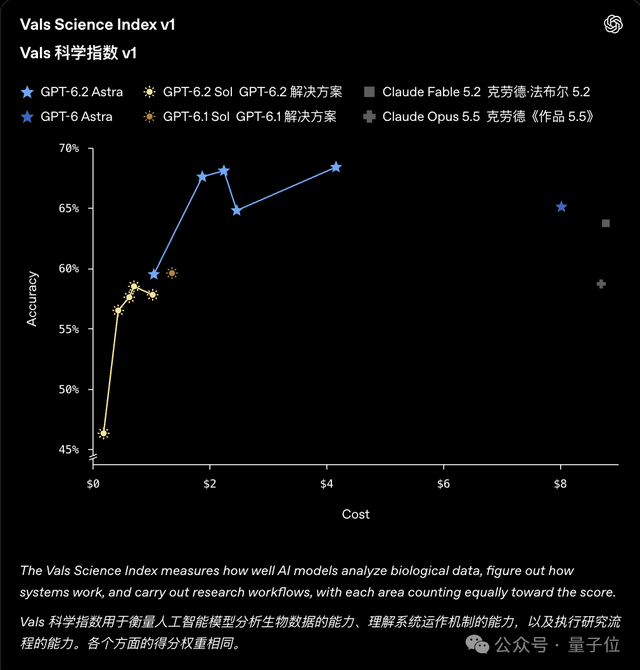 Vals Science Index v1
Vals 科学指数 v1
GPT-6.2 Astra
GPT-6.2 Sol GPT-6.2 解决方案
Claude Fable 5.2 克劳德·法布尔 5.2
GPT-6 Astra
GPT-6.1 Sol GPT-6.1 解决方案
Claude Opus 5.5 克劳德《作品 5.5》
70%
65%
60%
55%
50%
45%
Accuracy
$0
$2
$4
$6
$8
Cost
The Vals Science Index measures how well AI models analyze biological data, figure out how
systems work, and carry out research workflows, with each area counting equally toward the score.
Vals 科学指数用于衡量人工智能模型分析生物数据的能力、理解系统运作机制的能力，以及执行研究流
程的能力。各个方面的得分权重相同。
公众号 · 量子位